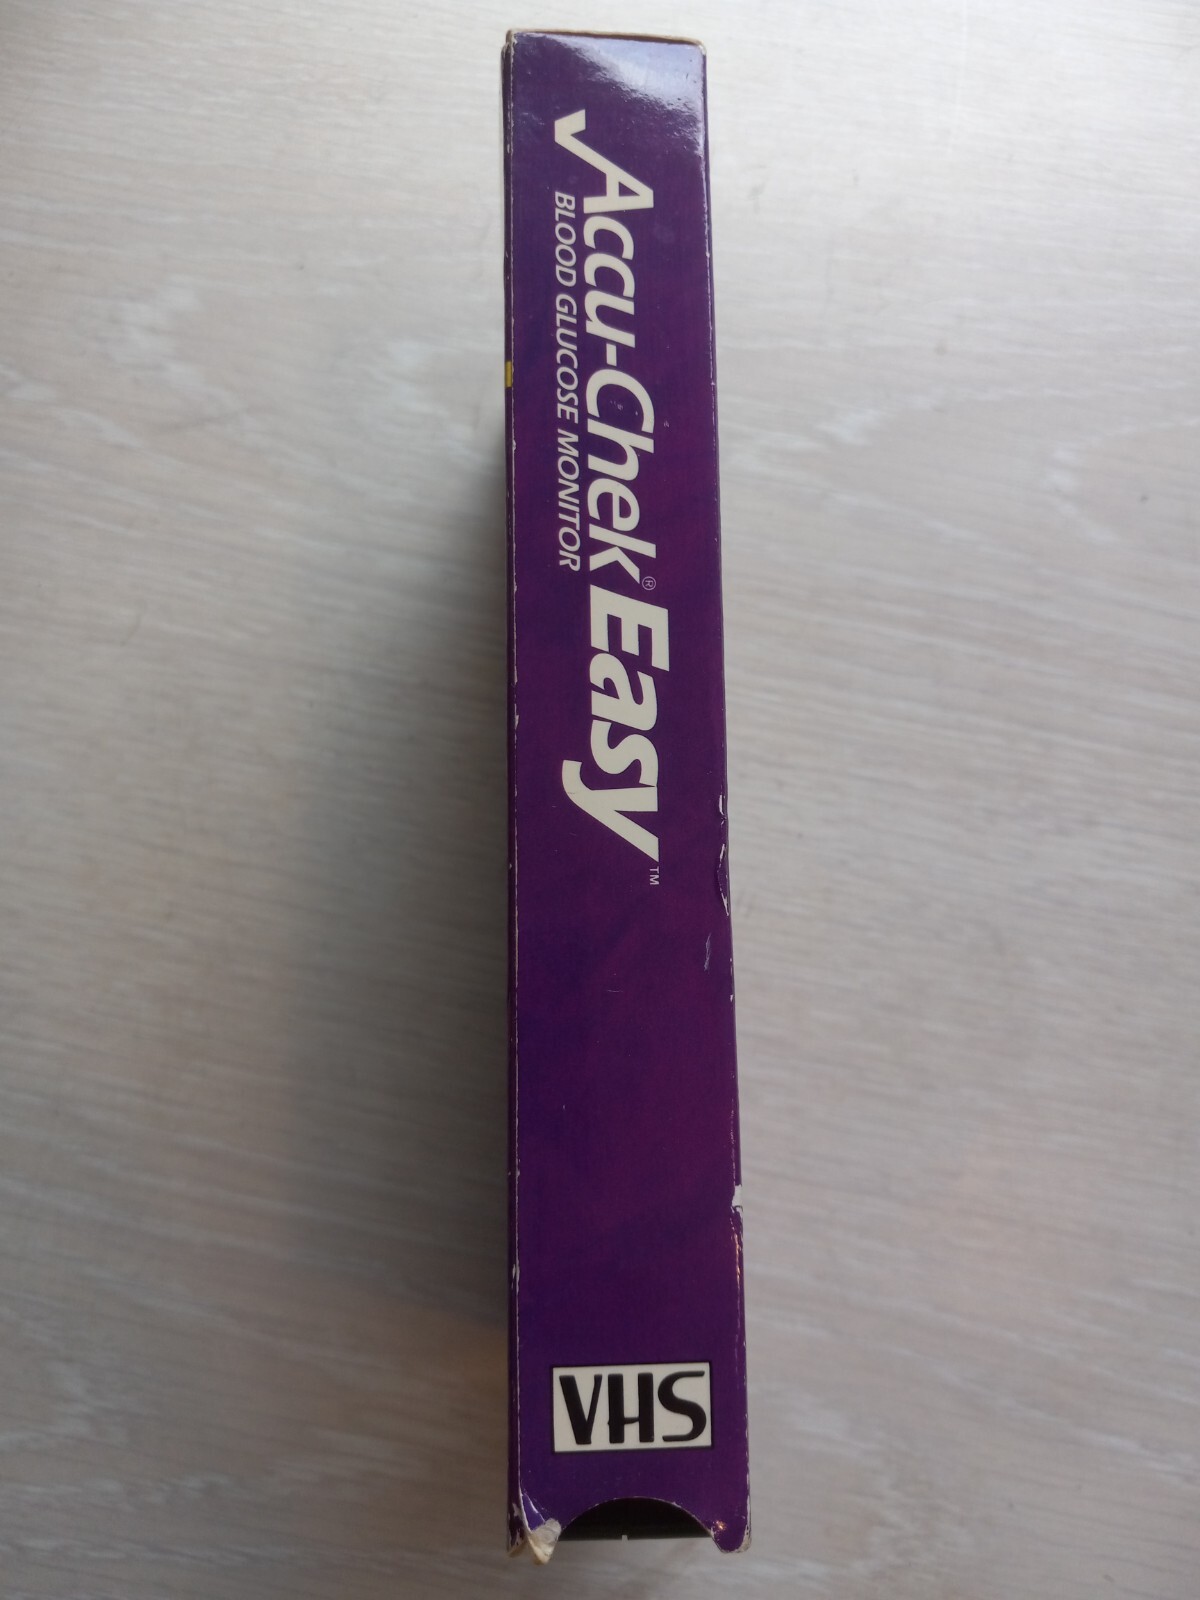 Accu-Chek® Easy™
BLOOD GLUCOSE MONITOR
VHS